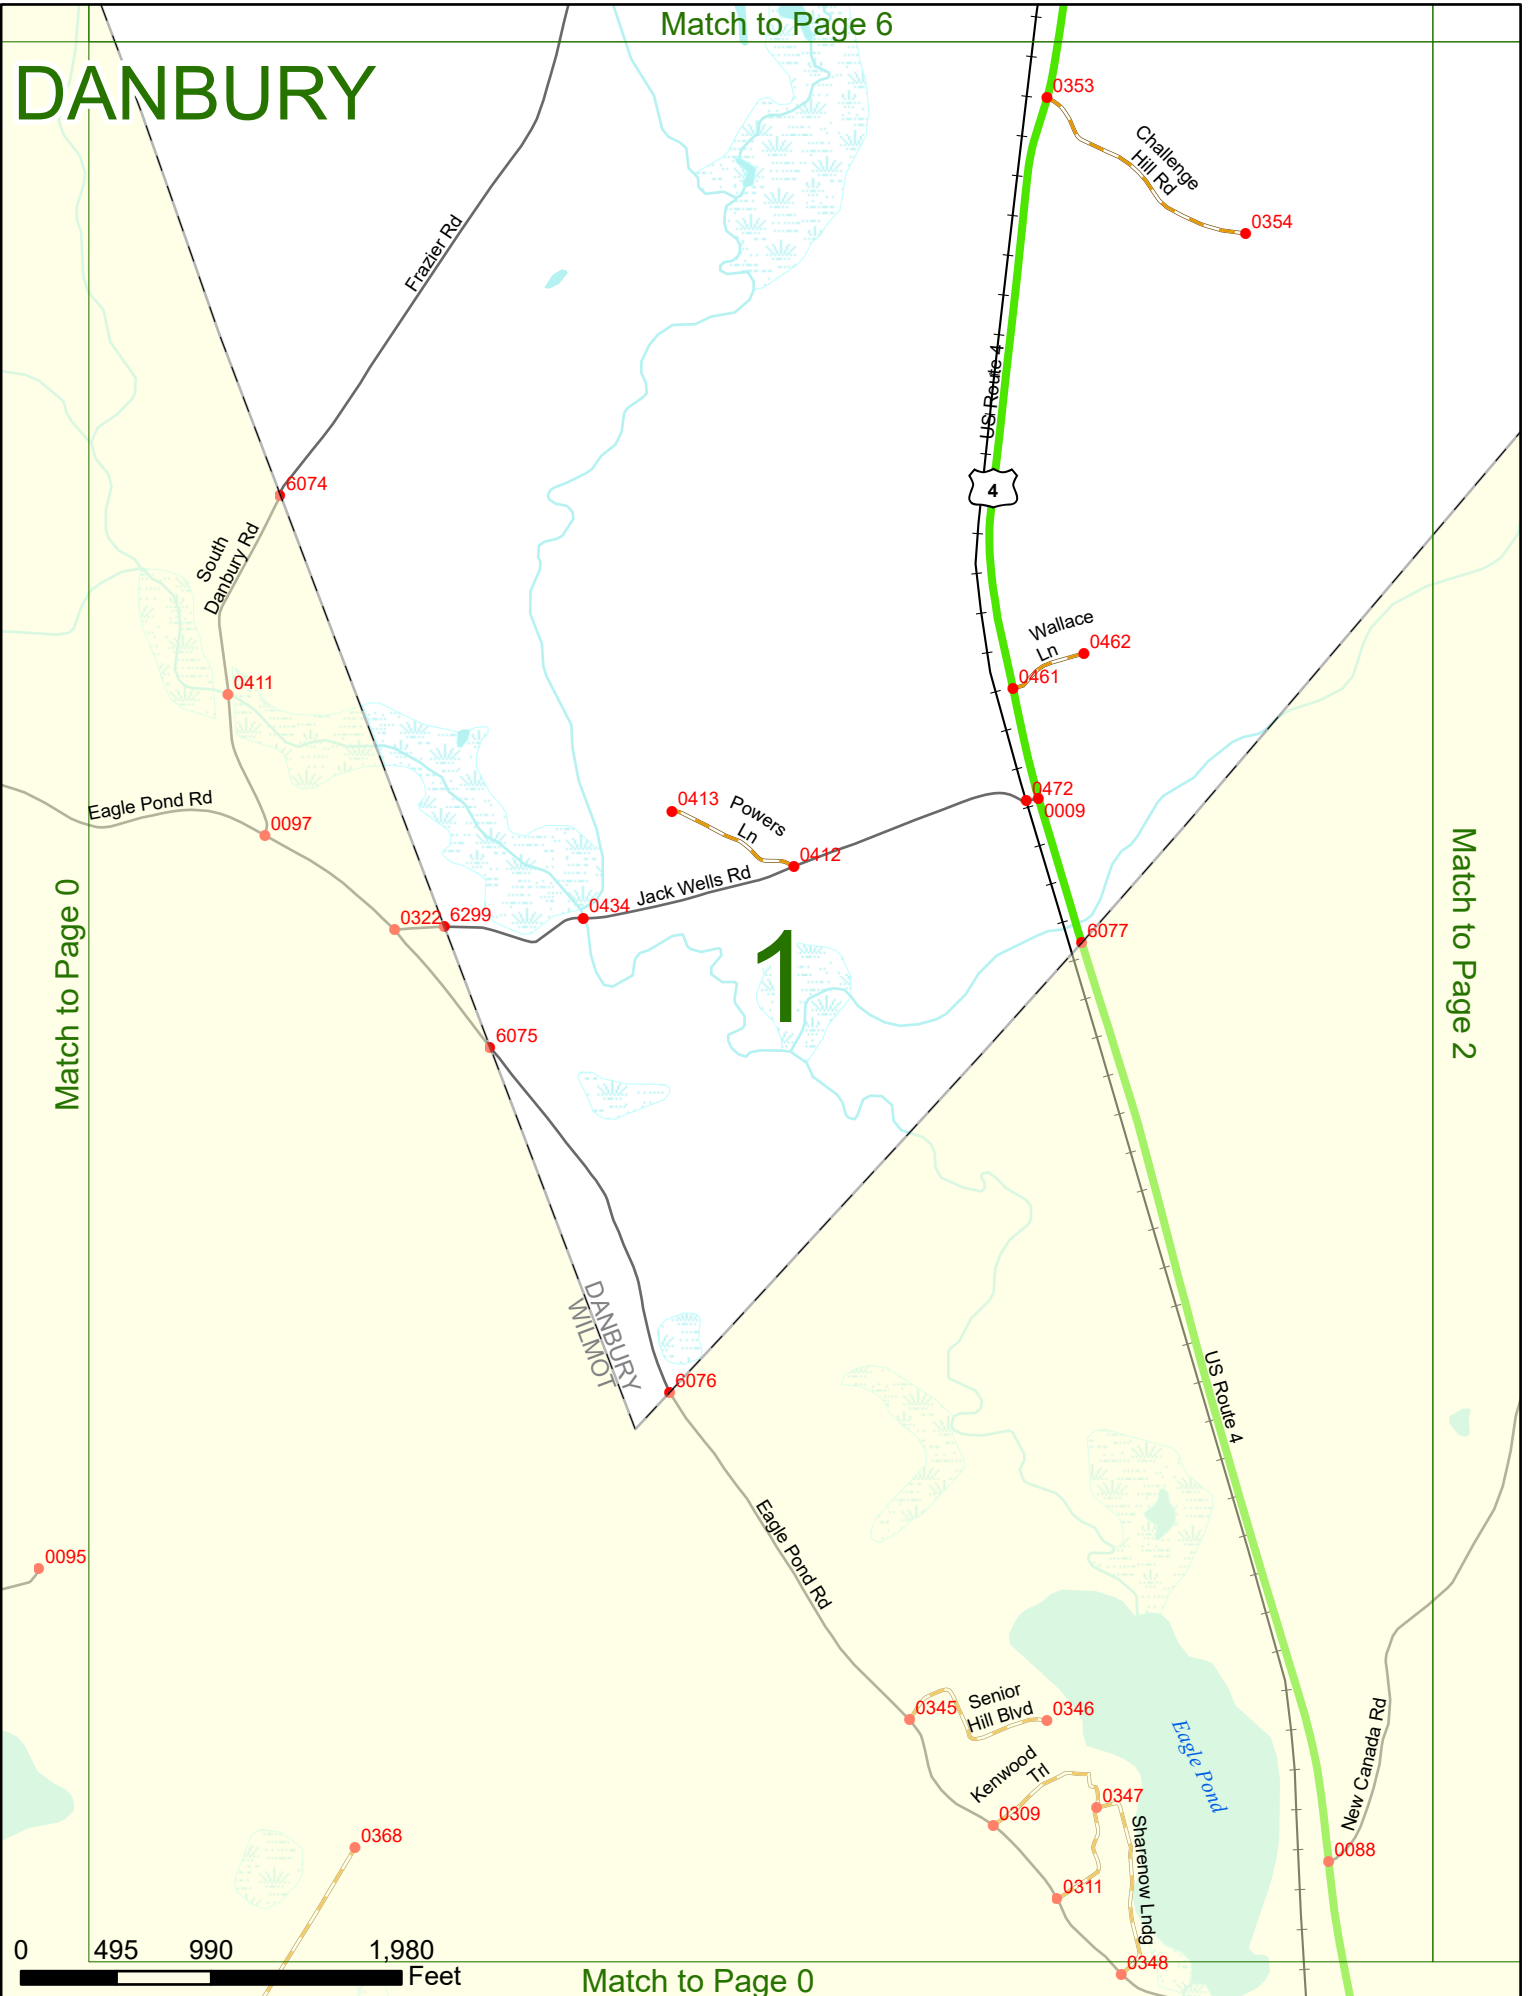 Match to Page 6
DANBURY
0353
Challenge
Hill Rd
0354
Frazier Rd
US Route 4
4
6074
South
Danbury Rd
Wallace
Ln
0462
0461
0411
0472
0009
Eagle Pond Rd
0097
0413
Powers
Ln
0412
Jack Wells Rd
0434
0322
6299
1
6077
Match to Page 0
Match to Page 2
6075
DANBURY
WILMOT
6076
US Route 4
Eagle Pond Rd
0095
0345
Senior
Hill Blvd
0346
Eagle Pond
New Canada Rd
Kenwood
Trl
0347
0309
Sharenow Lndg
0368
0088
0311
0348
0
495
990
1,980
Feet
Match to Page 0